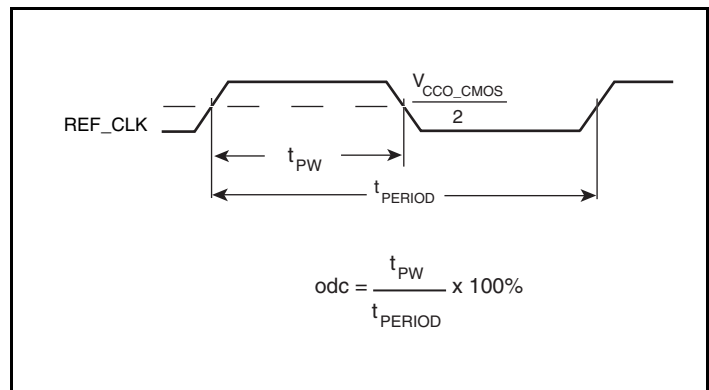 V_CCO_CMOS
2
REF_CLK
t_PW
t_PERIOD
odc = t_PW / t_PERIOD x 100%